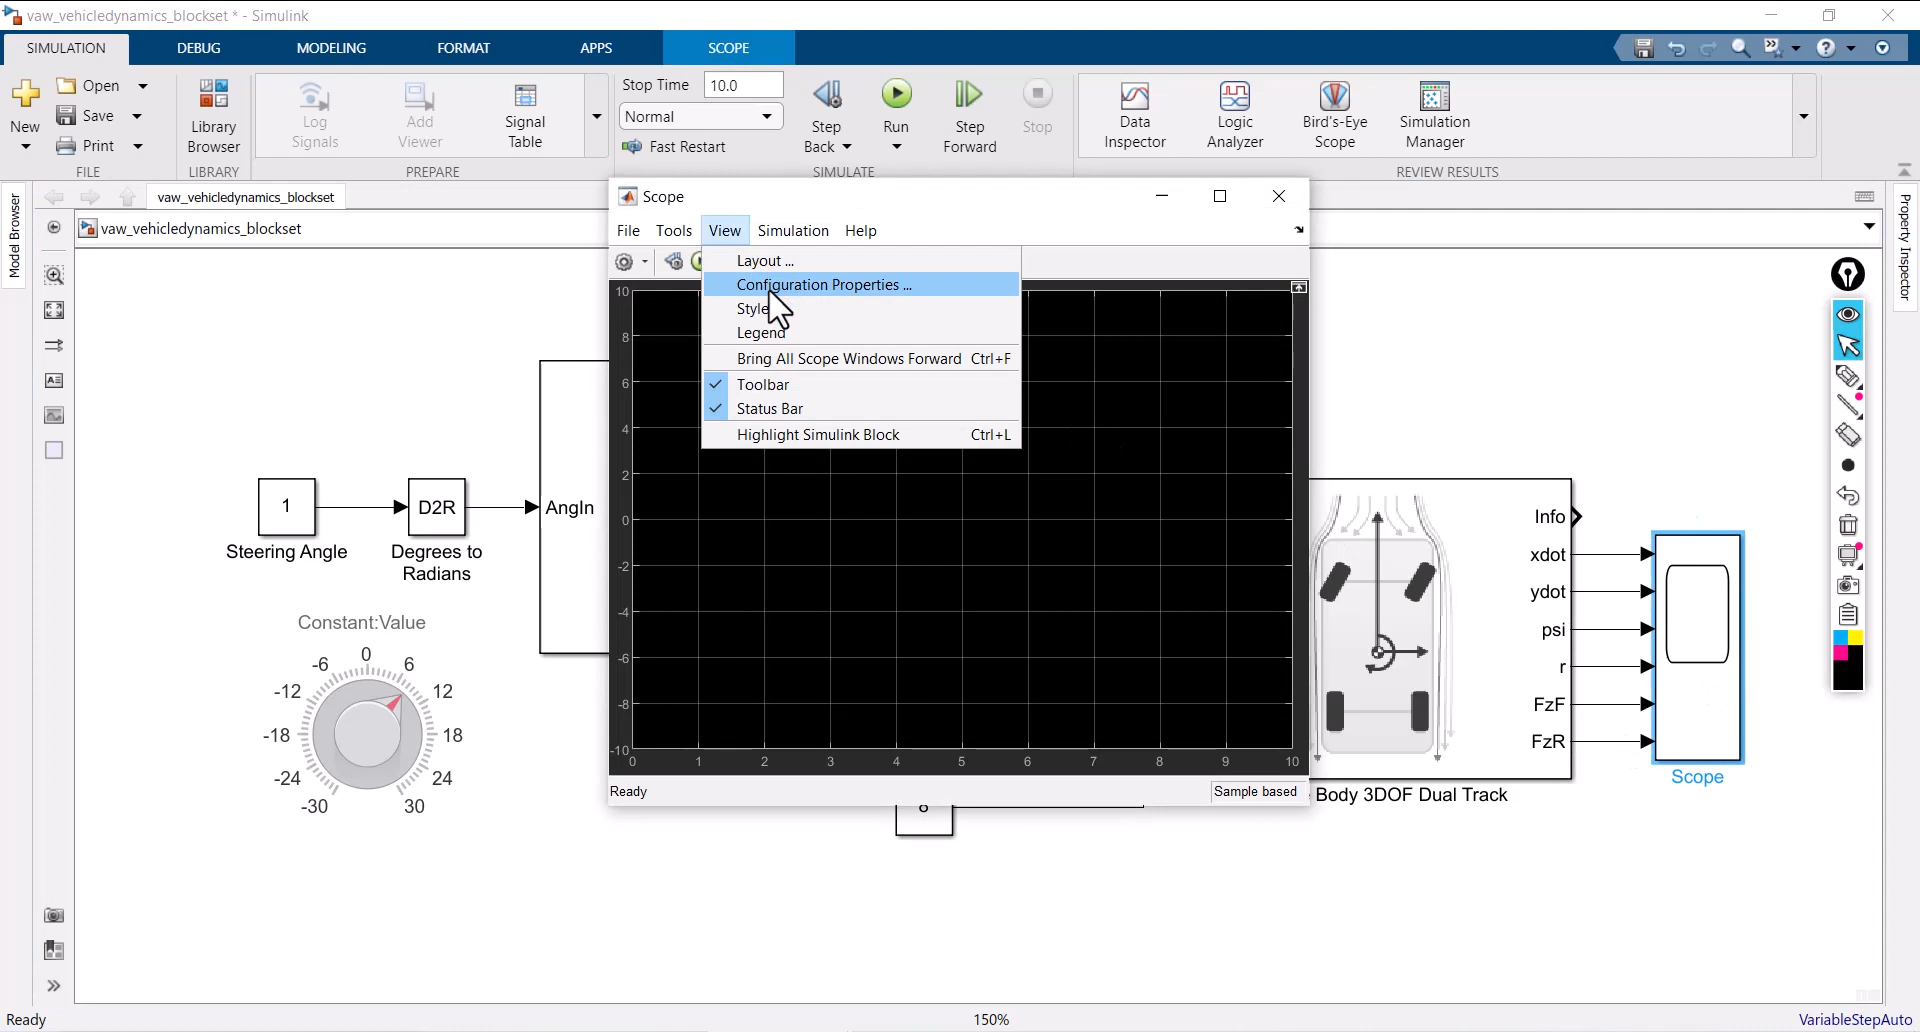 vaw_vehicledynamics_blockset * - Simulink
SIMULATION
DEBUG
MODELING
FORMAT
APPS
SCOPE
New
Open
Save
Print
FILE
Library
Browser
LIBRARY
Log
Signals
Add
Viewer
Signal
Table
PREPARE
Stop Time
10.0
Normal
Fast Restart
Step
Back
Run
Step
Forward
Stop
SIMULATE
Data
Inspector
Logic
Analyzer
Bird's-Eye
Scope
Simulation
Manager
REVIEW RESULTS
Model Browser
vaw_vehicledynamics_blockset
vaw_vehicledynamics_blockset
Property Inspector
Scope
File
Tools
View
Simulation
Help
Layout ...
Configuration Properties ...
Style
Legend
Bring All Scope Windows Forward Ctrl+F
Toolbar
Status Bar
Highlight Simulink Block Ctrl+L
10
8
6
4
2
0
-2
-4
-6
-8
-10
0 1 2 3 4 5 6 7 8 9 10
Ready
Sample based
1
Steering Angle
D2R
Degrees to
Radians
AngIn
Constant:Value
0
-6
6
-12
12
-18
18
-24
24
-30
30
Info
xdot
ydot
psi
r
FzF
FzR
Body 3DOF Dual Track
Scope
Ready
150%
VariableStepAuto